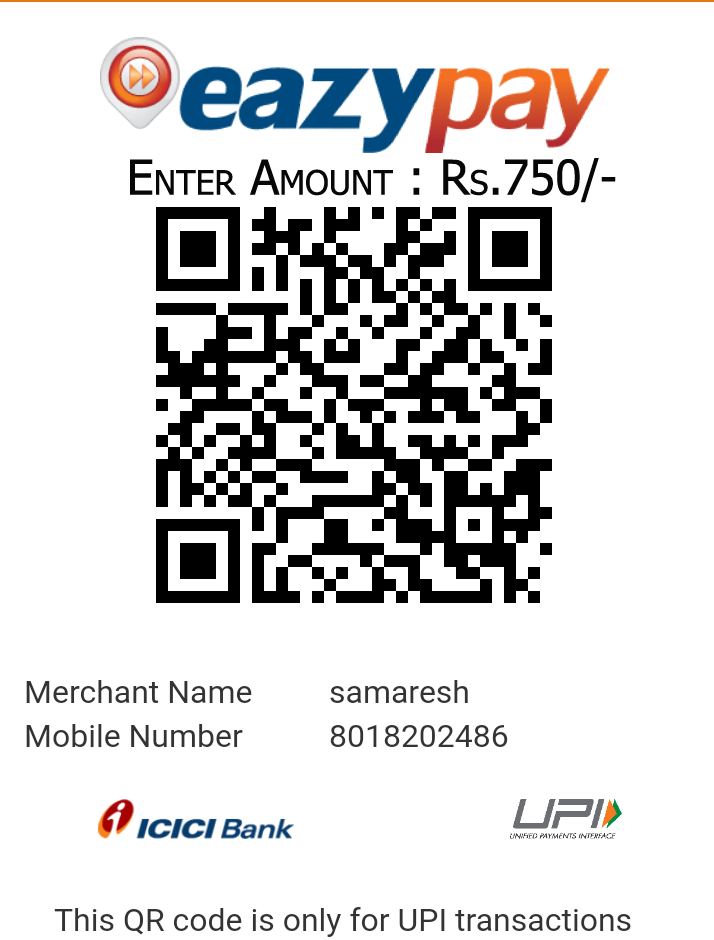 eazypay
ENTER AMOUNT : RS.750/-
Merchant Name samaresh
Mobile Number 8018202486
ICICI Bank
UPI
UNIFIED PAYMENTS INTERFACE
This QR code is only for UPI transactions